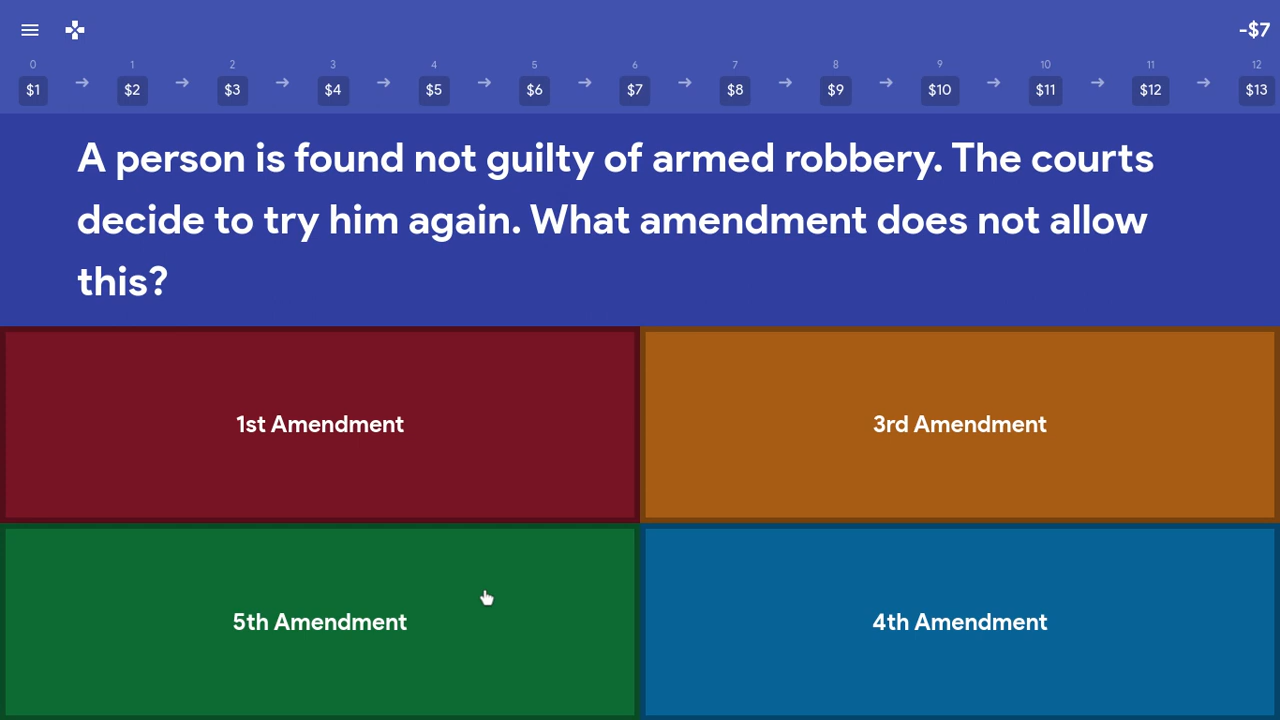 -$7
0 1 2 3 4 5 6 7 8 9 10 11 12
$1 $2 $3 $4 $5 $6 $7 $8 $9 $10 $11 $12 $13
A person is found not guilty of armed robbery. The courts
decide to try him again. What amendment does not allow
this?
1st Amendment
3rd Amendment
5th Amendment
4th Amendment